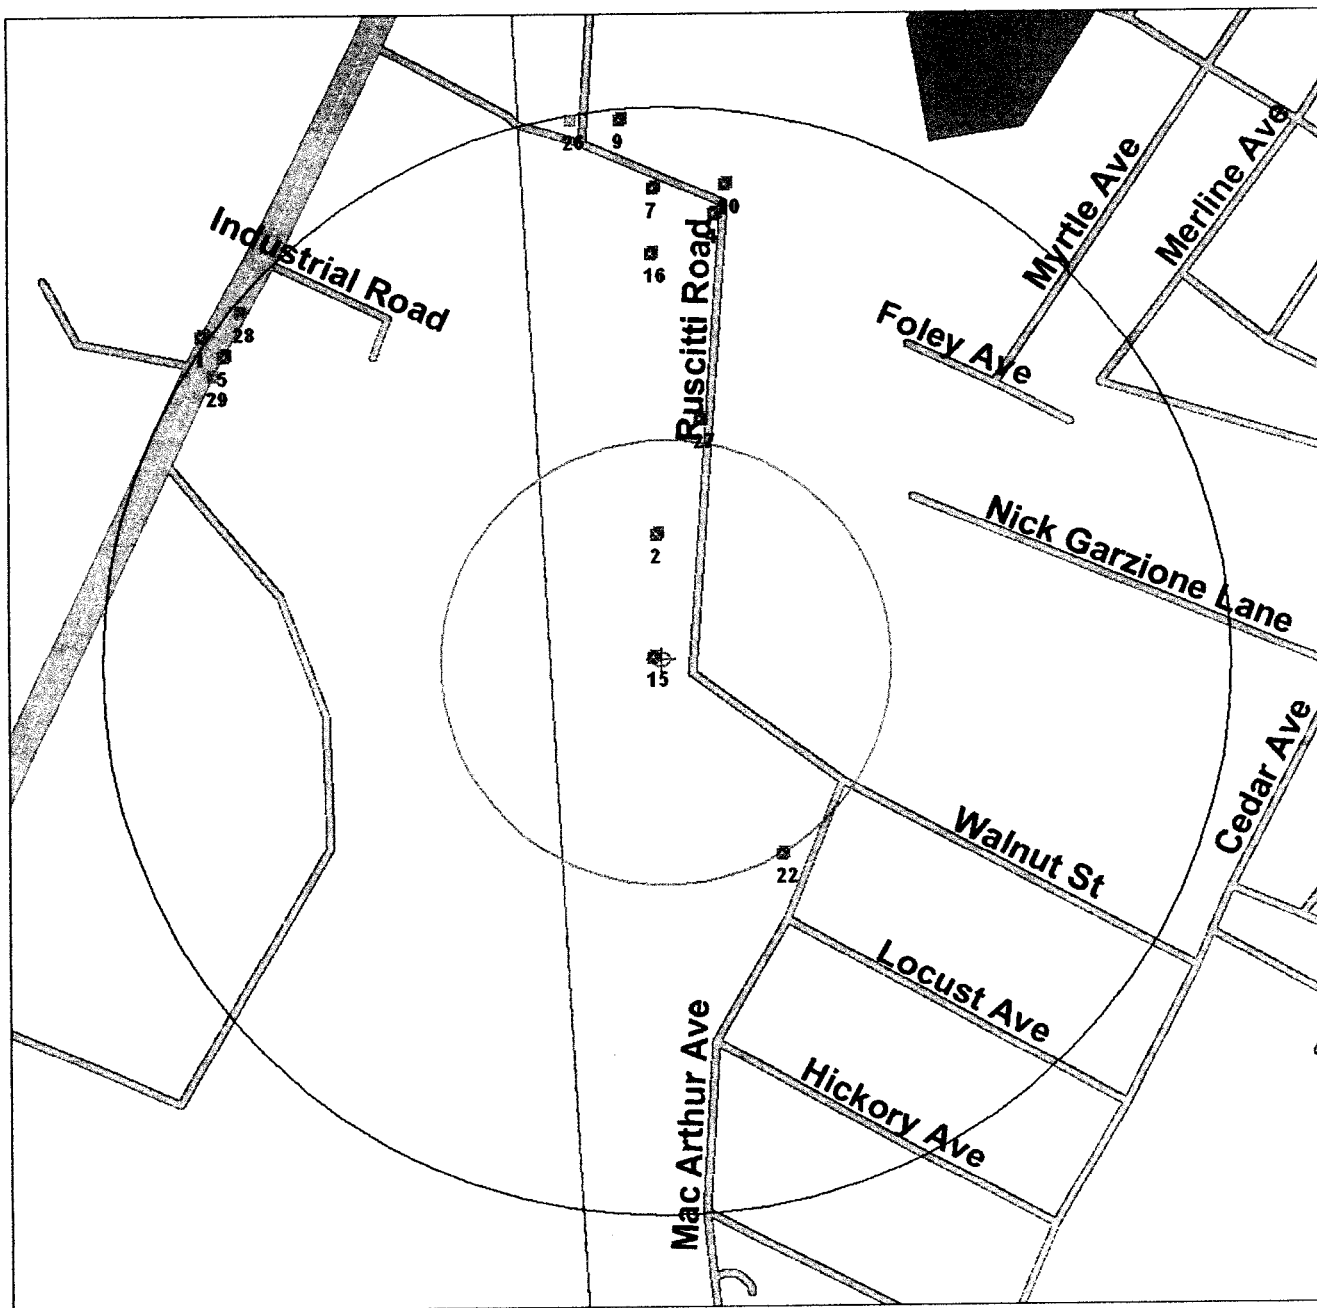 26
9
7
16
Industrial Road
28
29
Ruscitti Road
27
2
15
22
Myrtle Ave
Merline Ave
Foley Ave
Nick Garzione Lane
Cedar Ave
Walnut St
Locust Ave
Hickory Ave
Mac Arthur Ave